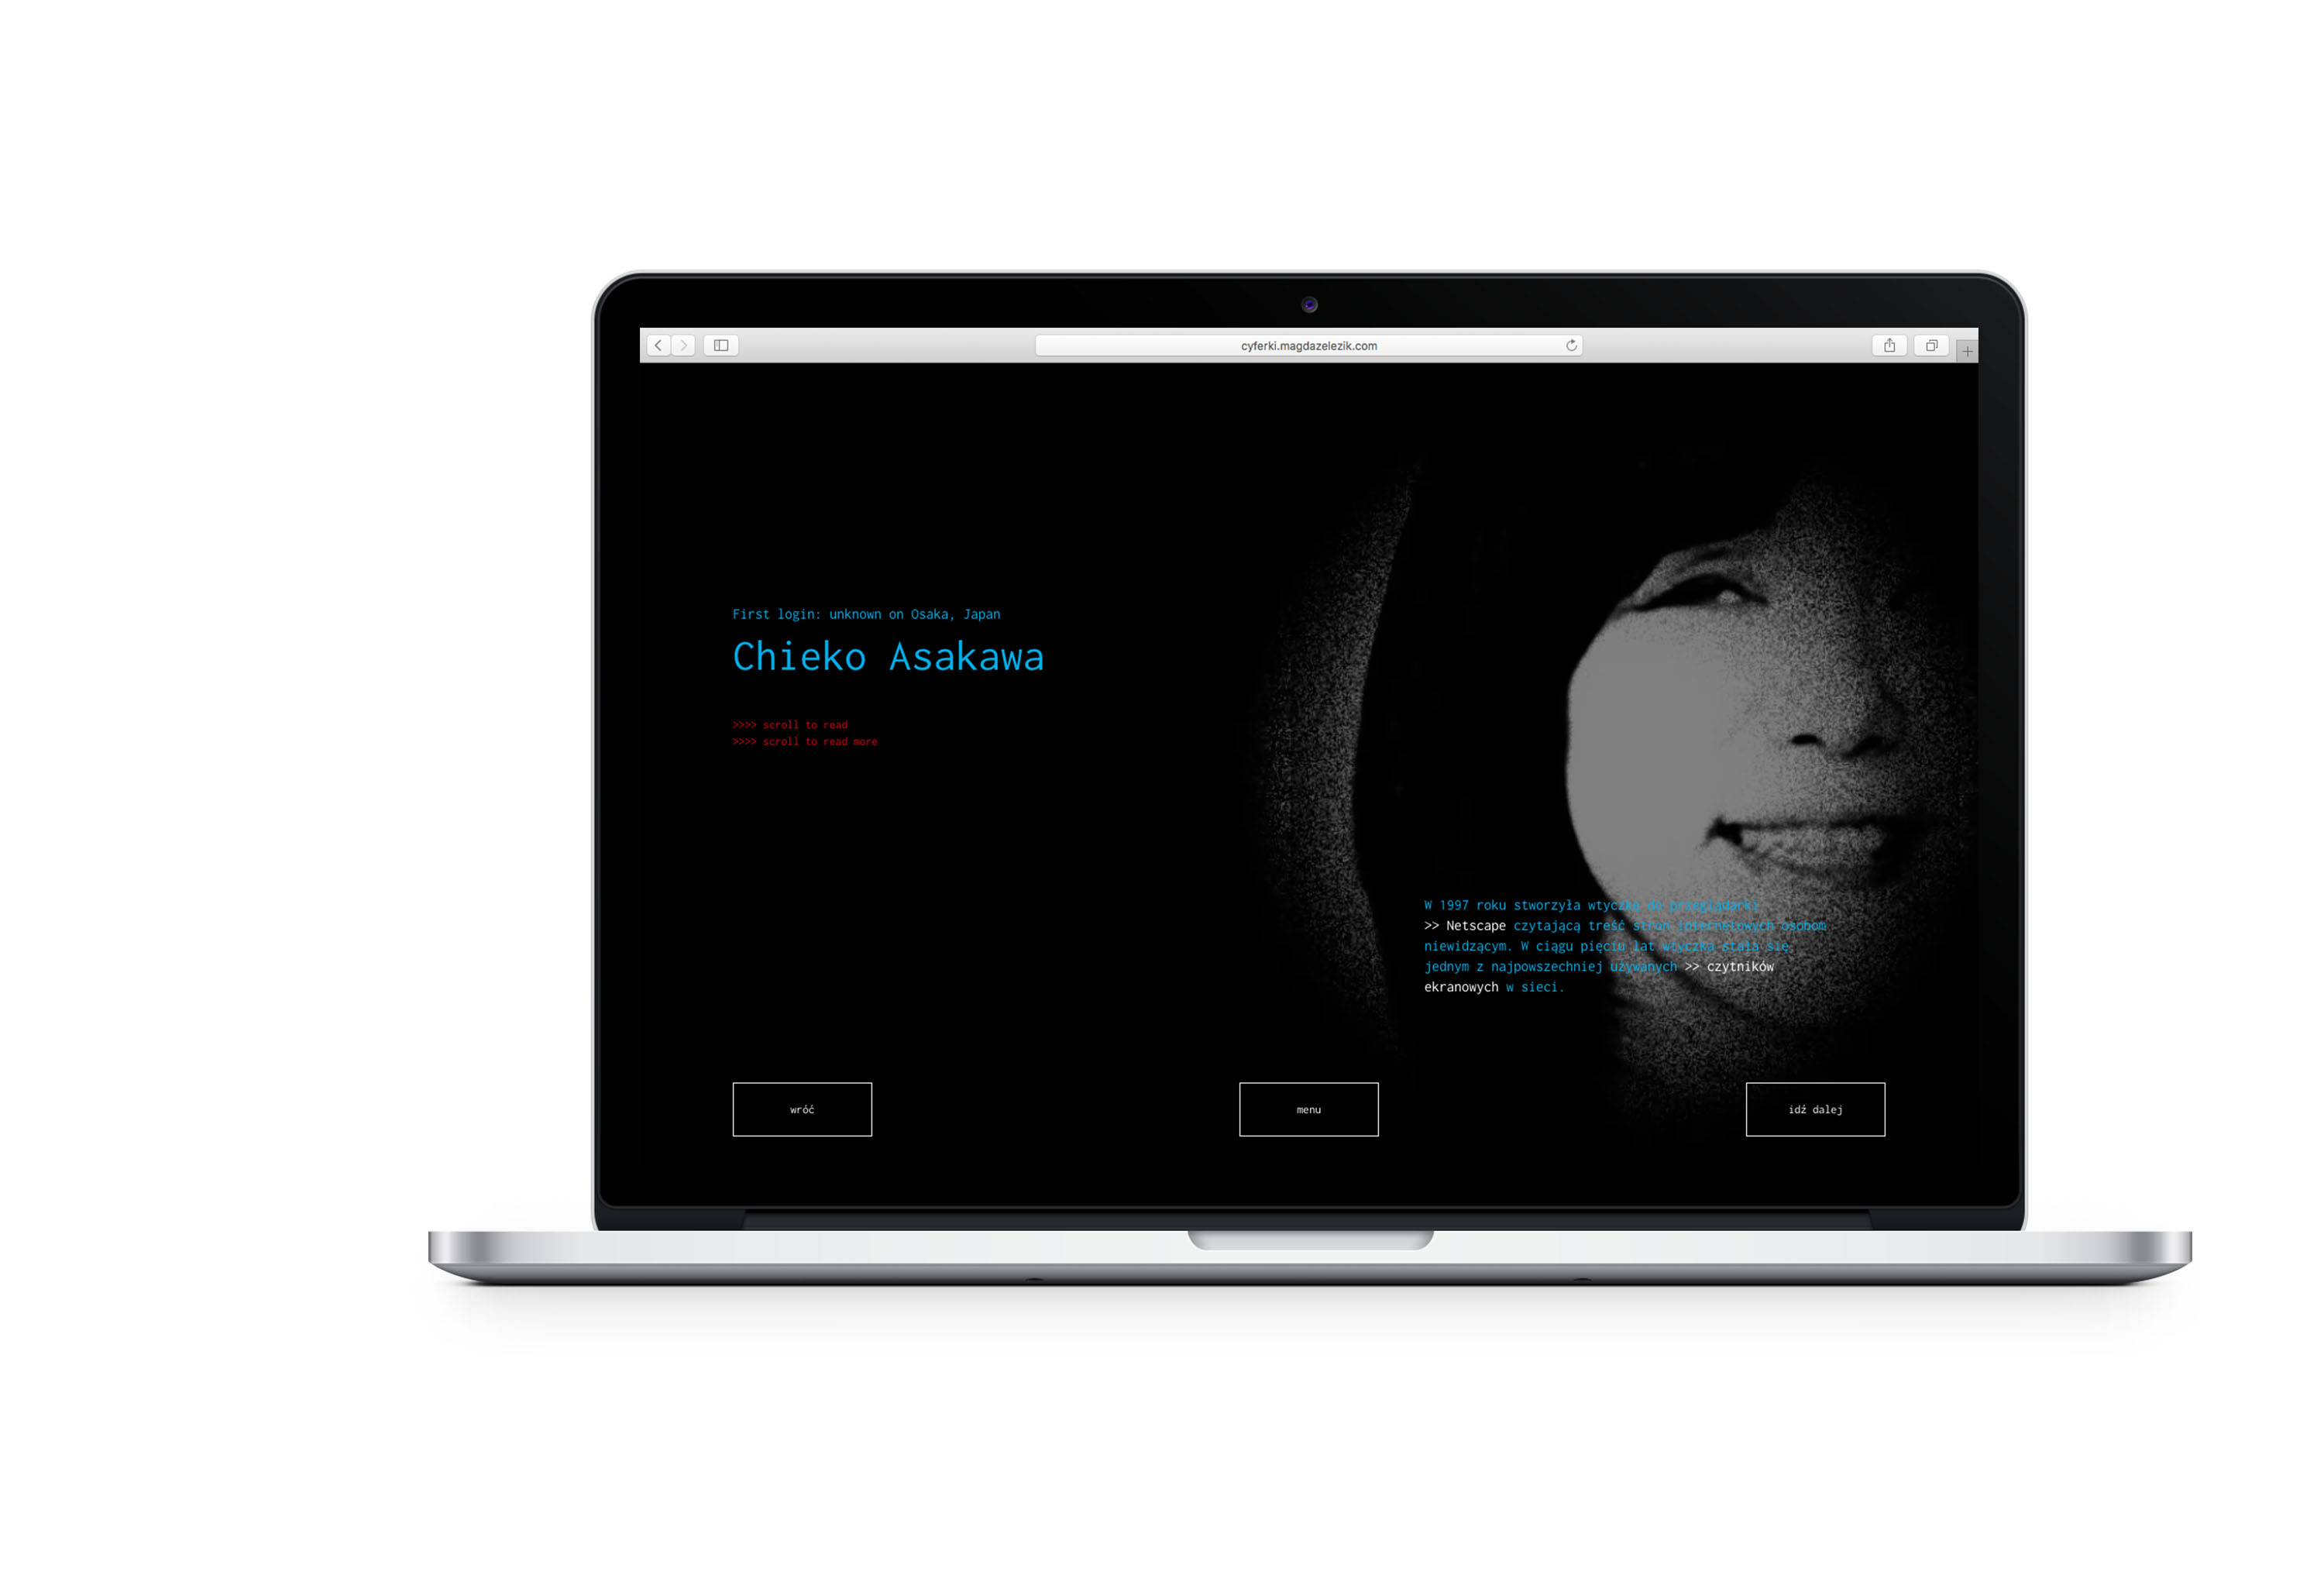 cyferki.magdazelezik.com
First login: unknown on Osaka, Japan
Chieko Asakawa
>>>> scroll to read
>>>> scroll to read more
W 1997 roku stworzyła wtyczkę do przeglądarki
>> Netscape czytającą treść stron internetowych osobom
niewidzącym. W ciągu pięciu lat wtyczka stała się
jednym z najpowszechniej używanych >> czytników
ekranowych w sieci.
wróć
menu
idź dalej